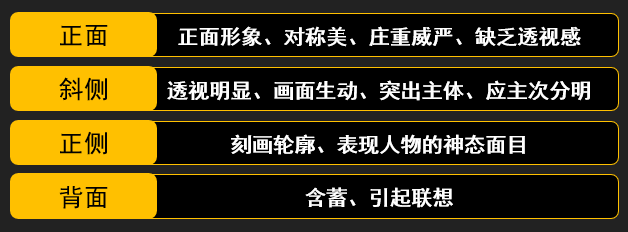 正面 正面形象、对称美、庄重威严、缺乏透视感
斜侧 透视明显、画面生动、突出主体、应主次分明
正侧 刻画轮廓、表现人物的神态面目
背面 含蓄、引起联想